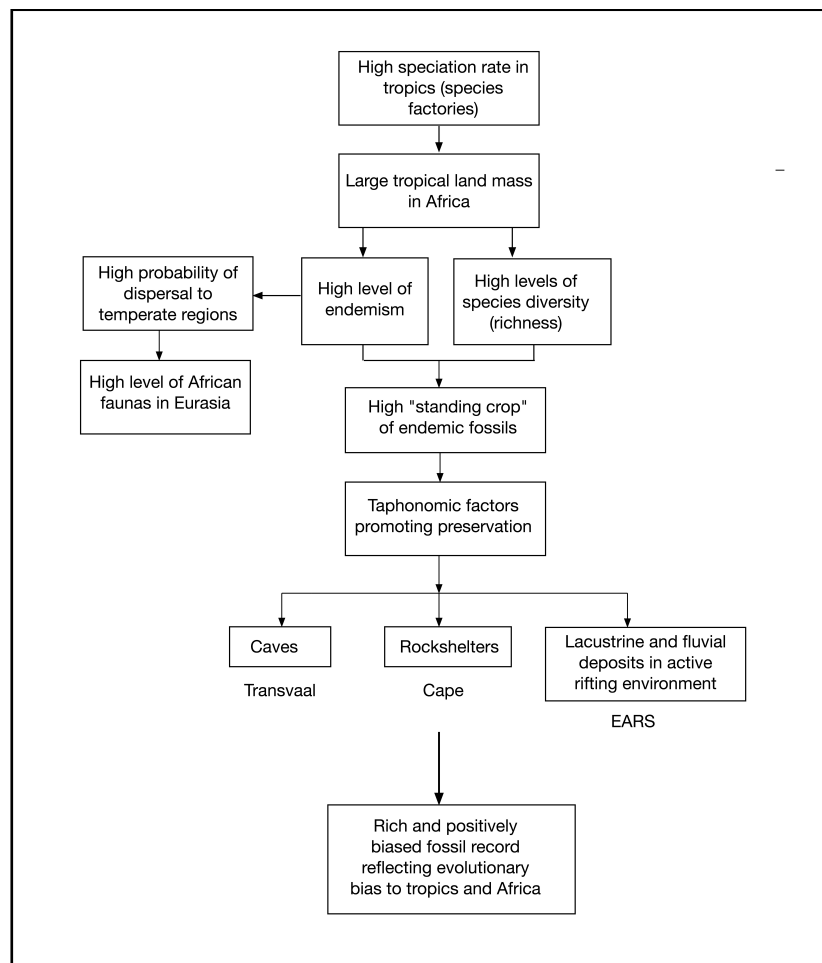 High speciation rate in
tropics (species
factories)
Large tropical land mass
in Africa
High probability of
dispersal to
temperate regions
High level of
endemism
High levels of
species diversity
(richness)
High level of African
faunas in Eurasia
High "standing crop"
of endemic fossils
Taphonomic factors
promoting preservation
Caves
Transvaal
Rockshelters
Cape
Lacustrine and fluvial
deposits in active
rifting environment
EARS
Rich and positively
biased fossil record
reflecting evolutionary
bias to tropics and Africa